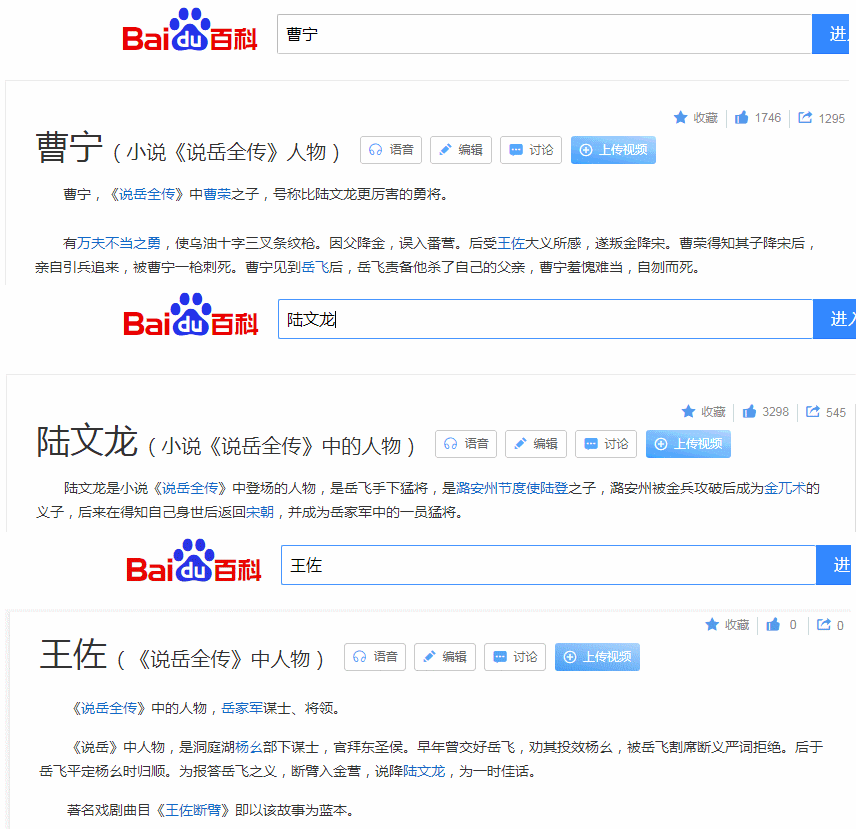 Baidu百科 曹宁 进入
收藏 1746 1295
曹宁（小说《说岳全传》人物） 语音 编辑 讨论 上传视频
曹宁，《说岳全传》中曹荣之子，号称比陆文龙更厉害的勇将。
有万夫不当之勇，使乌油十字三叉条纹枪。因父降金，误入番营。后受王佐大义所感，遂叛金降宋。曹荣得知其子降宋后，
亲自引兵追来，被曹宁一枪刺死。曹宁见到岳飞后，岳飞责备他杀了自己的父亲，曹宁羞愧难当，自刎而死。
Baidu百科 陆文龙 进入
收藏 3298 545
陆文龙（小说《说岳全传》中的人物） 语音 编辑 讨论 上传视频
陆文龙是小说《说岳全传》中登场的人物，是岳飞手下猛将，是潞安州节度使陆登之子，潞安州被金兵攻破后成为金兀术的
义子，后来在得知自己身世后返回宋朝，并成为岳家军中的一员猛将。
Baidu百科 王佐 进
收藏 0 0
王佐（《说岳全传》中人物） 语音 编辑 讨论 上传视频
《说岳全传》中的人物，岳家军谋士、将领。
《说岳》中人物，是洞庭湖杨幺部下谋士，官拜东圣侯。早年曾交好岳飞，劝其投效杨幺，被岳飞割席断义严词拒绝。后于
岳飞平定杨幺时归顺。为报答岳飞之义，断臂入金营，说降陆文龙，为一时佳话。
著名戏剧曲目《王佐断臂》即以该故事为蓝本。